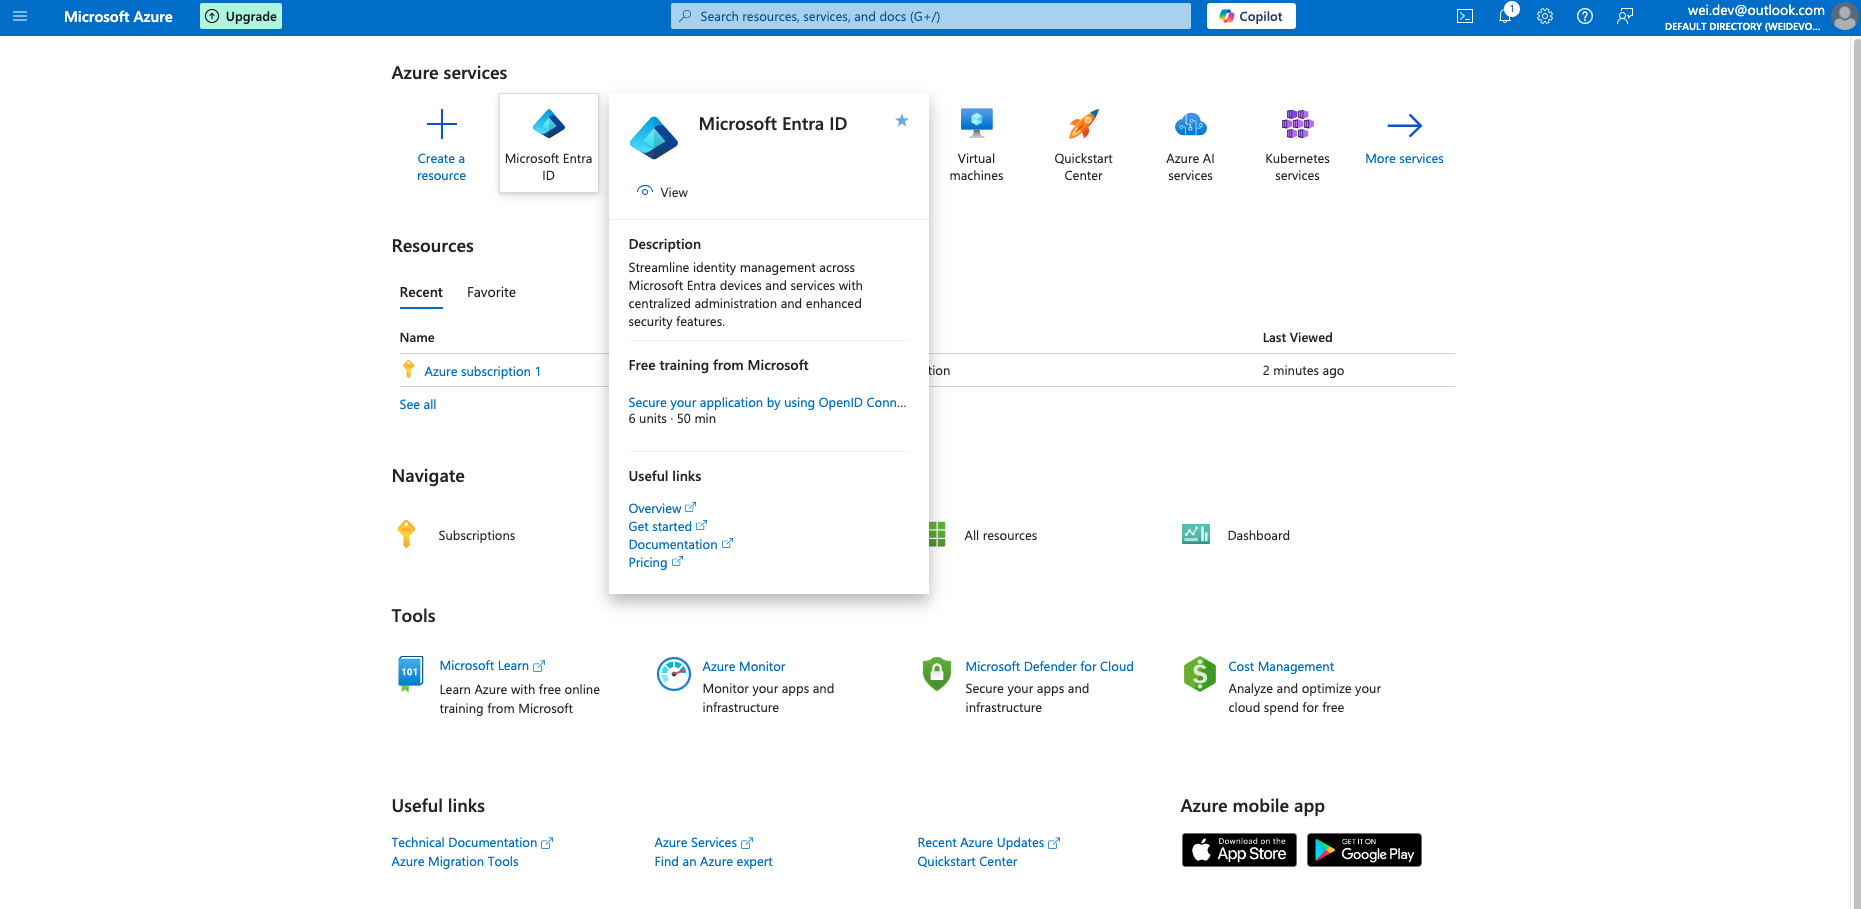 Microsoft Azure
Upgrade
Search resources, services, and docs (G+/)
Copilot
1
wei.dev@outlook.com
DEFAULT DIRECTORY (WEIDEVO...
Azure services
Create a
resource
Microsoft Entra
ID
Microsoft Entra ID
View
Description
Streamline identity management across
Microsoft Entra devices and services with
centralized administration and enhanced
security features.
Free training from Microsoft
Secure your application by using OpenID Conn...
6 units · 50 min
Useful links
Overview
Get started
Documentation
Pricing
Virtual
machines
Quickstart
Center
Azure AI
services
Kubernetes
services
More services
Resources
Recent
Favorite
Name
Last Viewed
Azure subscription 1
tion
2 minutes ago
See all
Navigate
Subscriptions
All resources
Dashboard
Tools
101
Microsoft Learn
Learn Azure with free online
training from Microsoft
Azure Monitor
Monitor your apps and
infrastructure
Microsoft Defender for Cloud
Secure your apps and
infrastructure
Cost Management
Analyze and optimize your
cloud spend for free
Useful links
Technical Documentation
Azure Migration Tools
Azure Services
Find an Azure expert
Recent Azure Updates
Quickstart Center
Azure mobile app
Download on the
App Store
GET IT ON
Google Play